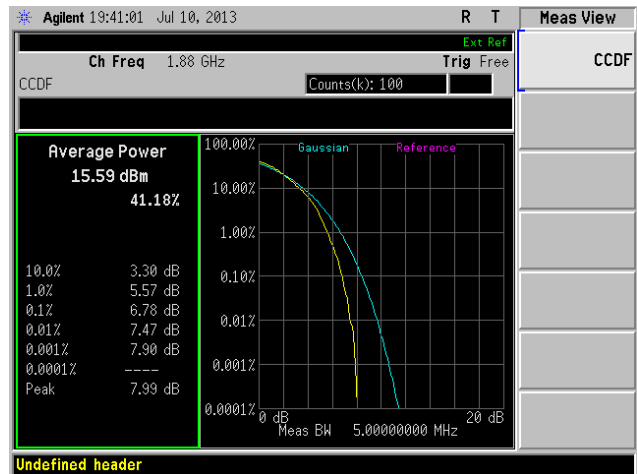 Agilent 19:41:01 Jul 10, 2013 R T Meas View
Ext Ref
Ch Freq 1.88 GHz Trig Free
CCDF
CCDF Counts(k): 100
Average Power
15.59 dBm
41.18%
10.0% 3.30 dB
1.0% 5.57 dB
0.1% 6.78 dB
0.01% 7.47 dB
0.001% 7.90 dB
0.0001% ----
Peak 7.99 dB
Gaussian Reference
100.00%
10.00%
1.00%
0.10%
0.01%
0.001%
0.0001%
0 dB 20 dB
Meas BW 5.00000000 MHz
Undefined header